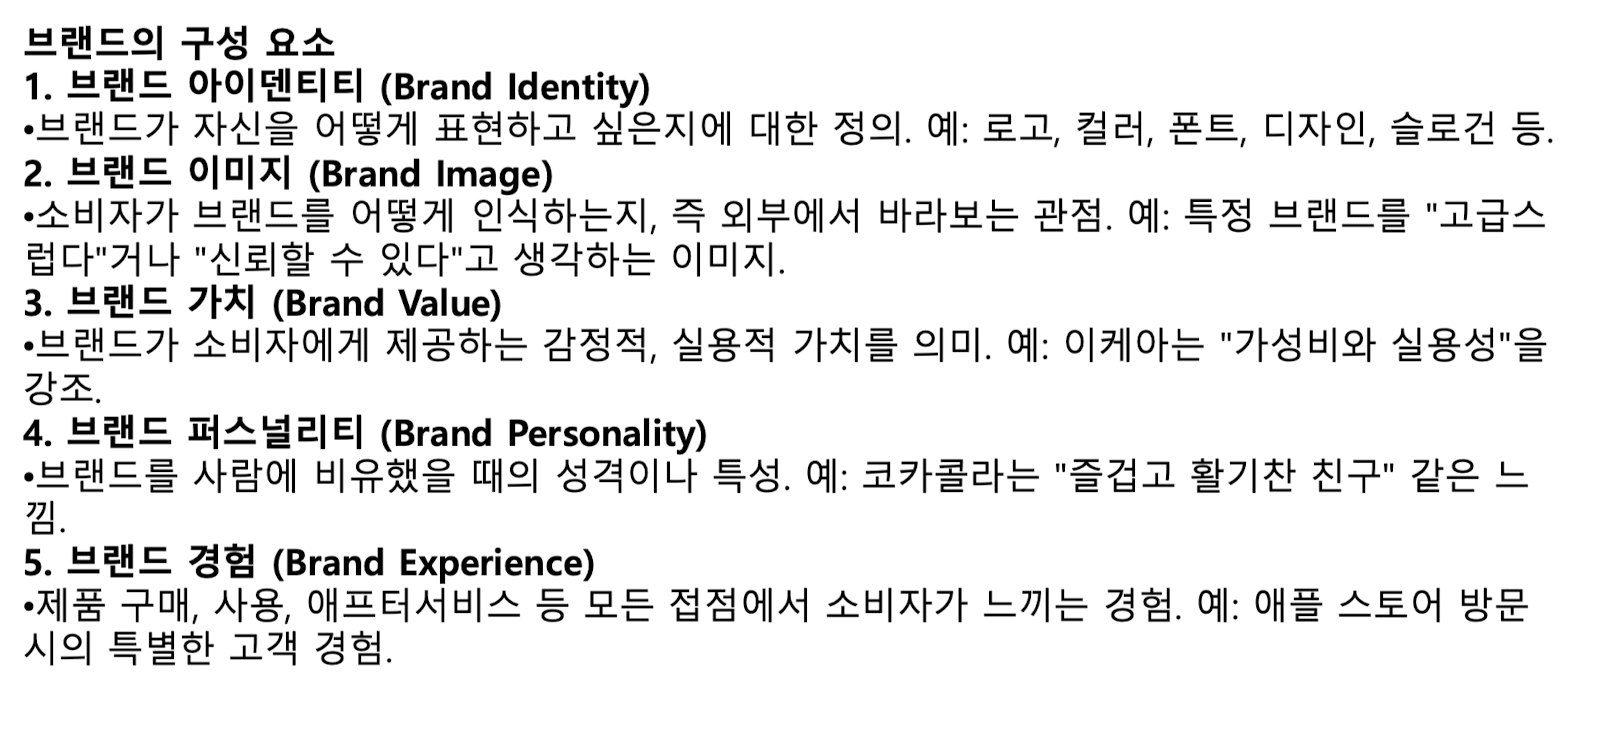 브랜드의 구성 요소
1. 브랜드 아이덴티티 (Brand Identity)
•브랜드가 자신을 어떻게 표현하고 싶은지에 대한 정의. 예: 로고, 컬러, 폰트, 디자인, 슬로건 등.
2. 브랜드 이미지 (Brand Image)
•소비자가 브랜드를 어떻게 인식하는지, 즉 외부에서 바라보는 관점. 예: 특정 브랜드를 "고급스
럽다"거나 "신뢰할 수 있다"고 생각하는 이미지.
3. 브랜드 가치 (Brand Value)
•브랜드가 소비자에게 제공하는 감정적, 실용적 가치를 의미. 예: 이케아는 "가성비와 실용성"을
강조.
4. 브랜드 퍼스널리티 (Brand Personality)
•브랜드를 사람에 비유했을 때의 성격이나 특성. 예: 코카콜라는 "즐겁고 활기찬 친구" 같은 느
낌.
5. 브랜드 경험 (Brand Experience)
•제품 구매, 사용, 애프터서비스 등 모든 접점에서 소비자가 느끼는 경험. 예: 애플 스토어 방문
시의 특별한 고객 경험.